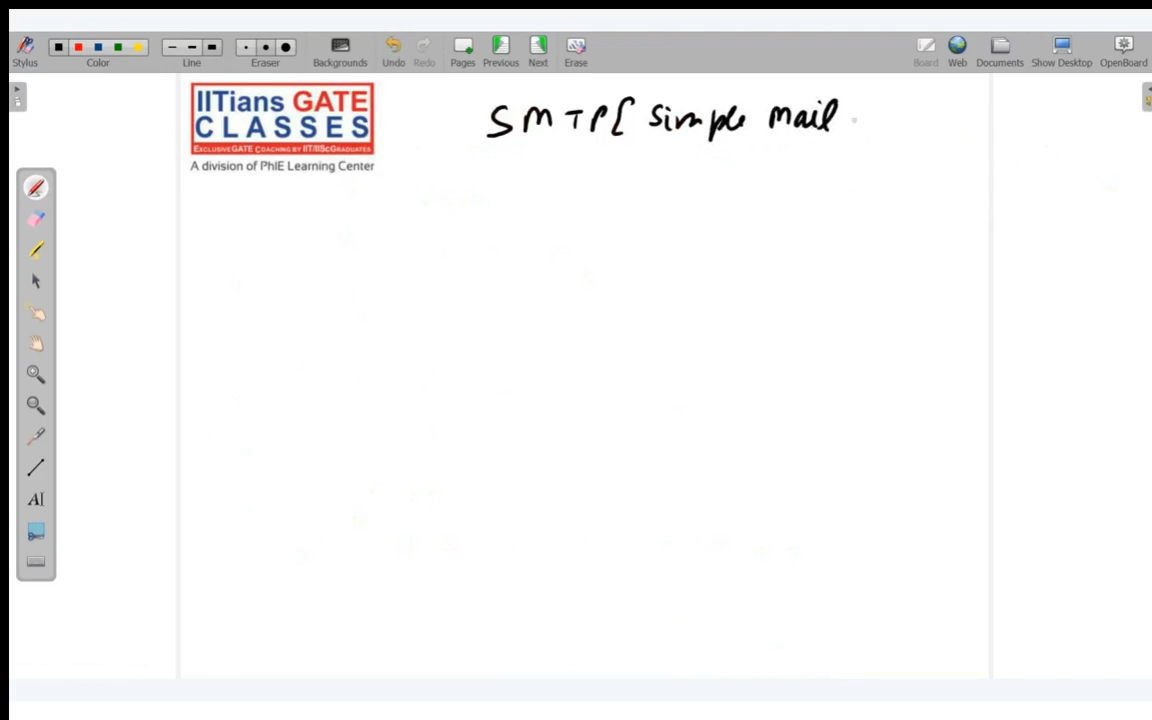 Stylus Color Line Eraser Backgrounds Undo Redo Pages Previous Next Erase Board Web Documents Show Desktop OpenBoard
IITians GATE
CLASSES
EXCLUSIVE GATE COACHING BY IIT/IISc GRADUATES
A division of PhIE Learning Center
SMTP[ Simple Mail
AI